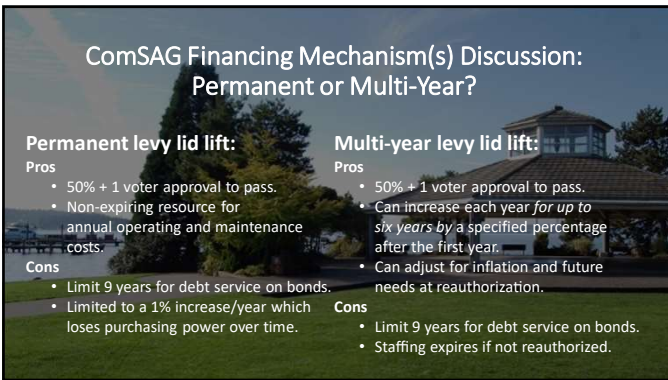 ComSAG Financing Mechanism(s) Discussion:
Permanent or Multi-Year?
Permanent levy lid lift:
Pros
• 50% + 1 voter approval to pass.
• Non-expiring resource for
annual operating and maintenance
costs.
Cons
• Limit 9 years for debt service on bonds.
• Limited to a 1% increase/year which
loses purchasing power over time.
Multi-year levy lid lift:
Pros
• 50% + 1 voter approval to pass.
• Can increase each year for up to
six years by a specified percentage
after the first year.
• Can adjust for inflation and future
needs at reauthorization.
Cons
• Limit 9 years for debt service on bonds.
• Staffing expires if not reauthorized.